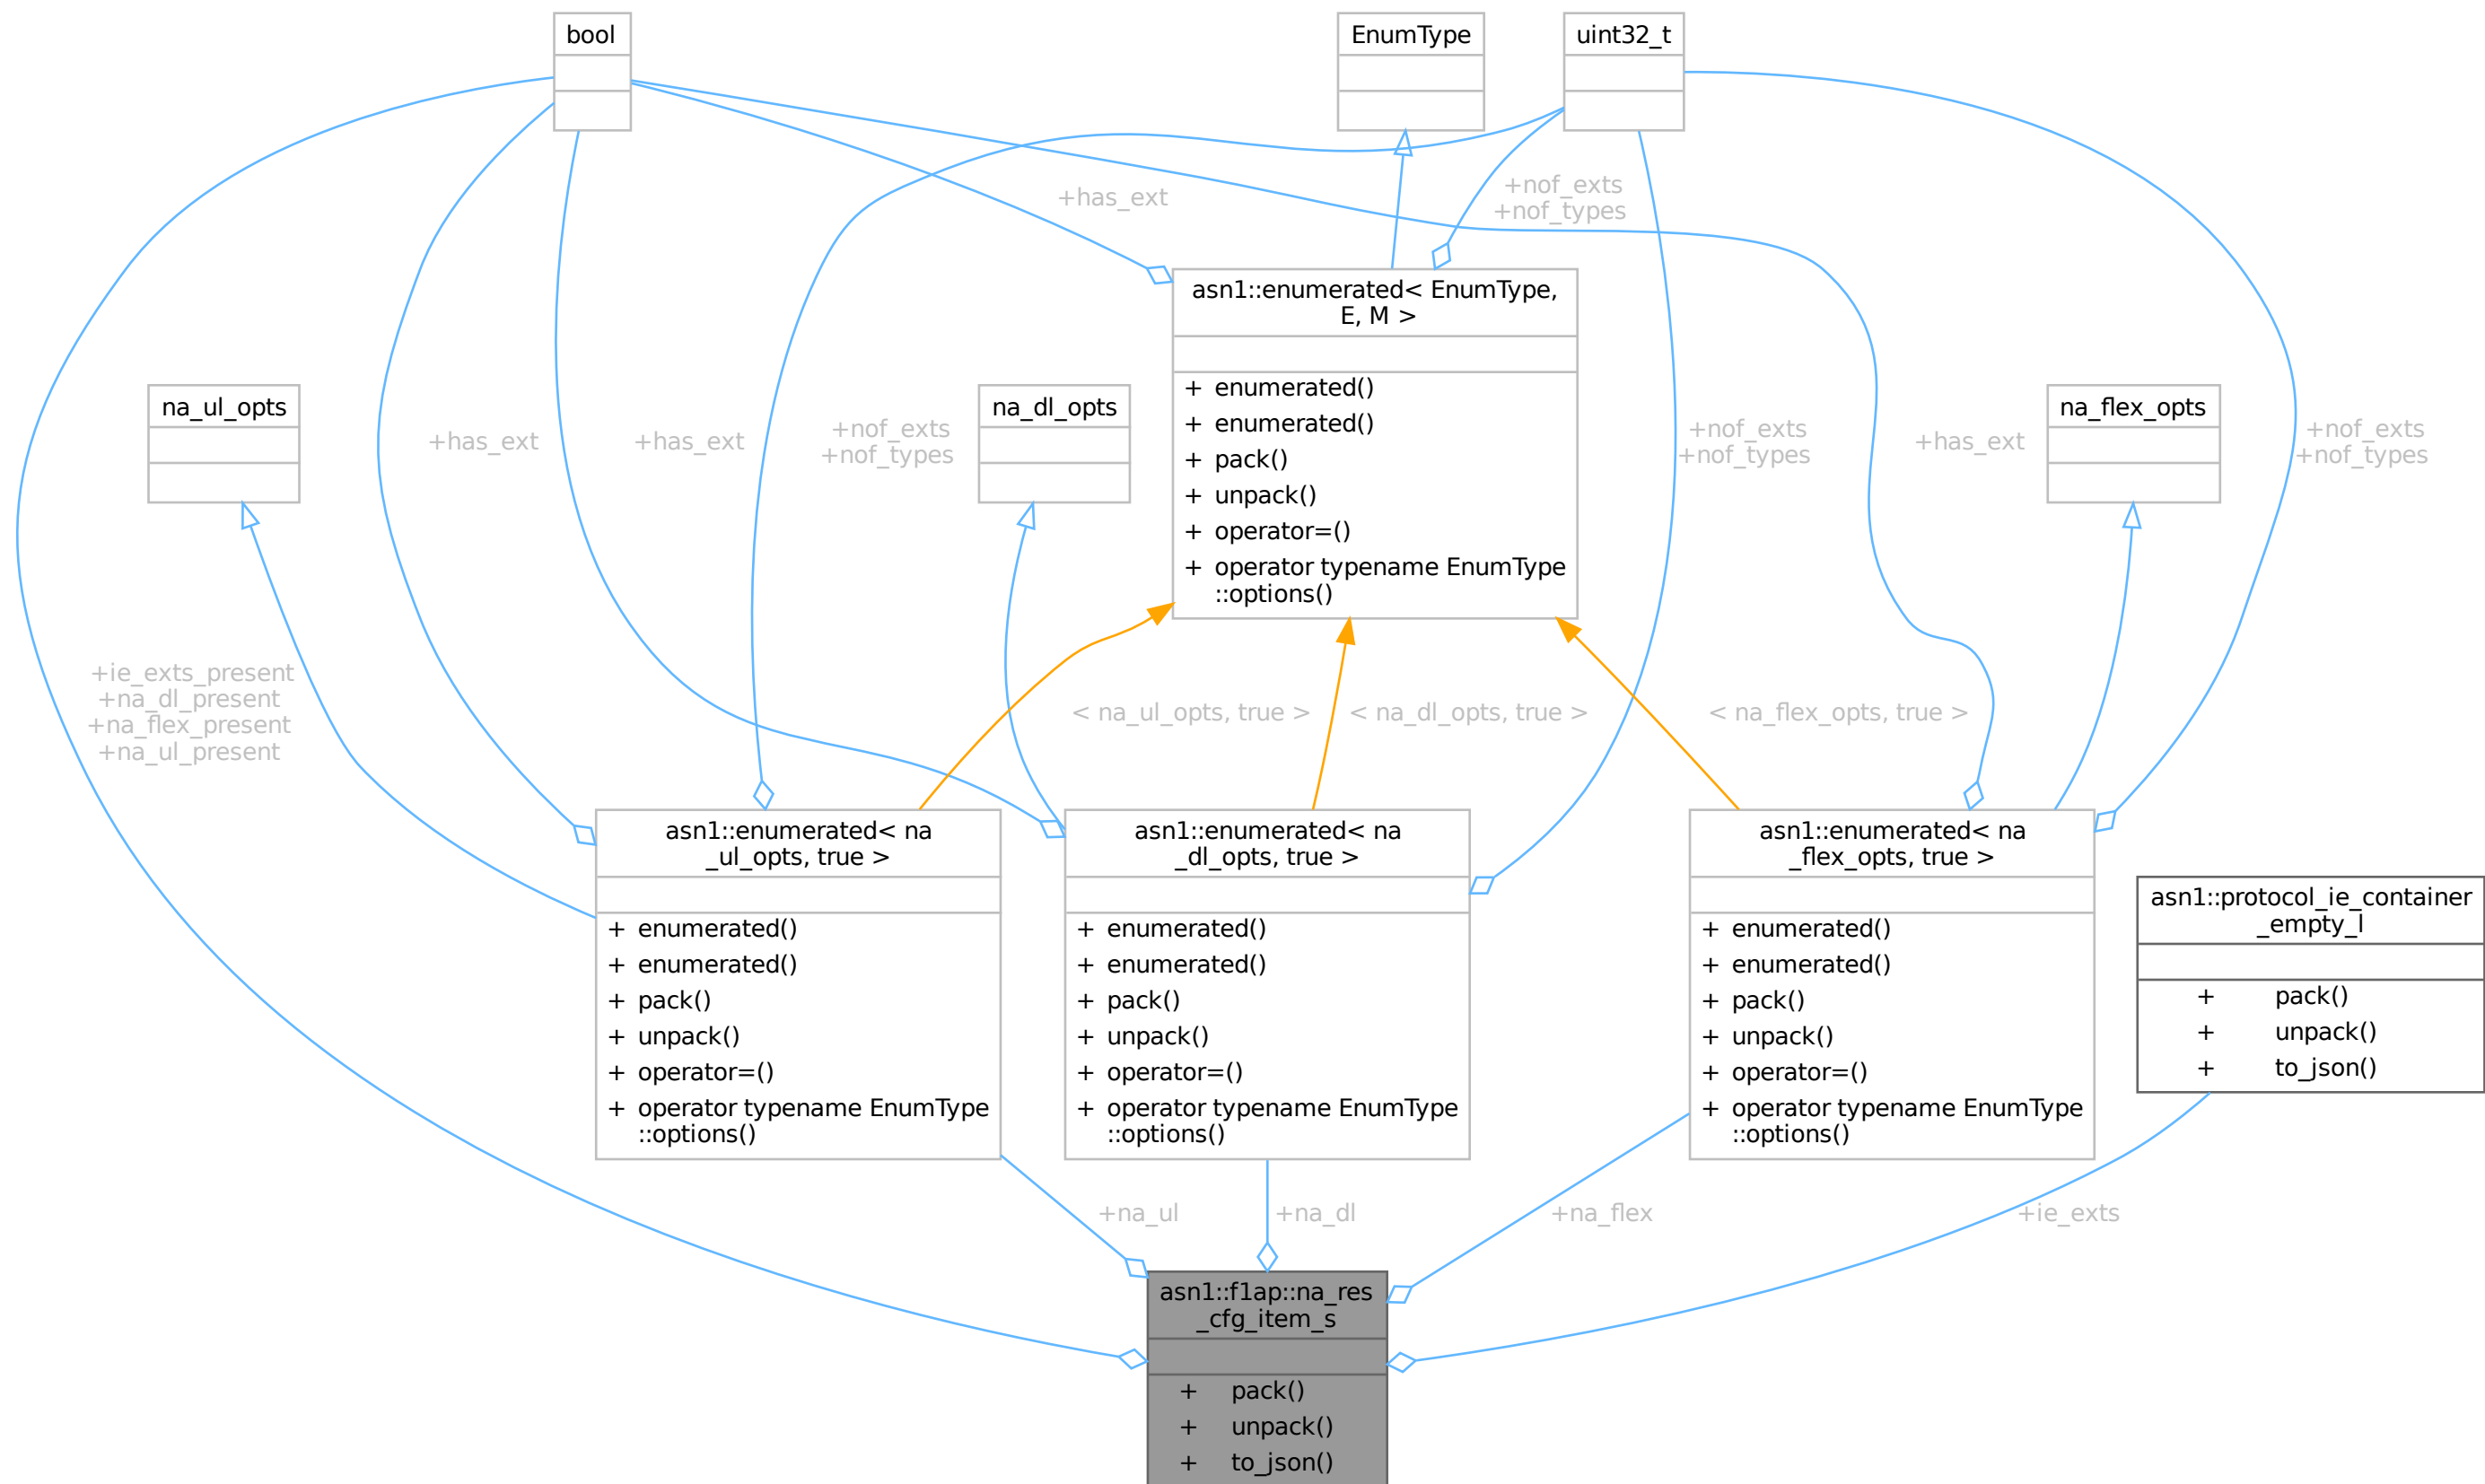 bool
EnumType
uint32_t
+has_ext
+nof_exts
+nof_types
asn1::enumerated< EnumType,
E, M >
+ enumerated()
+ enumerated()
+ pack()
+ unpack()
+ operator=()
+ operator typename EnumType
::options()
na_ul_opts
na_dl_opts
na_flex_opts
+has_ext
+has_ext
+nof_exts
+nof_types
+nof_exts
+nof_types
+has_ext
+nof_exts
+nof_types
+ie_exts_present
+na_dl_present
+na_flex_present
+na_ul_present
< na_ul_opts, true >
< na_dl_opts, true >
< na_flex_opts, true >
asn1::enumerated< na
_ul_opts, true >
+ enumerated()
+ enumerated()
+ pack()
+ unpack()
+ operator=()
+ operator typename EnumType
::options()
asn1::enumerated< na
_dl_opts, true >
+ enumerated()
+ enumerated()
+ pack()
+ unpack()
+ operator=()
+ operator typename EnumType
::options()
asn1::enumerated< na
_flex_opts, true >
+ enumerated()
+ enumerated()
+ pack()
+ unpack()
+ operator=()
+ operator typename EnumType
::options()
asn1::protocol_ie_container
_empty_l
+ pack()
+ unpack()
+ to_json()
+na_ul
+na_dl
+na_flex
+ie_exts
asn1::f1ap::na_res
_cfg_item_s
+ pack()
+ unpack()
+ to_json()